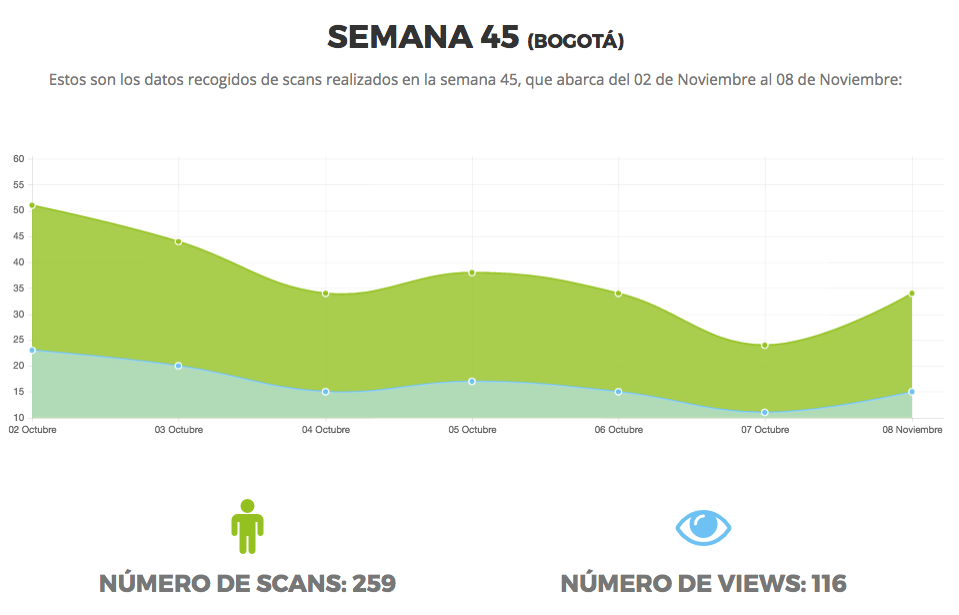 SEMANA 45 (BOGOTÁ)
Estos son los datos recogidos de scans realizados en la semana 45, que abarca del 02 de Noviembre al 08 de Noviembre:
60
55
50
45
40
35
30
25
20
15
10
02 Octubre 03 Octubre 04 Octubre 05 Octubre 06 Octubre 07 Octubre 08 Noviembre
NÚMERO DE SCANS: 259 NÚMERO DE VIEWS: 116